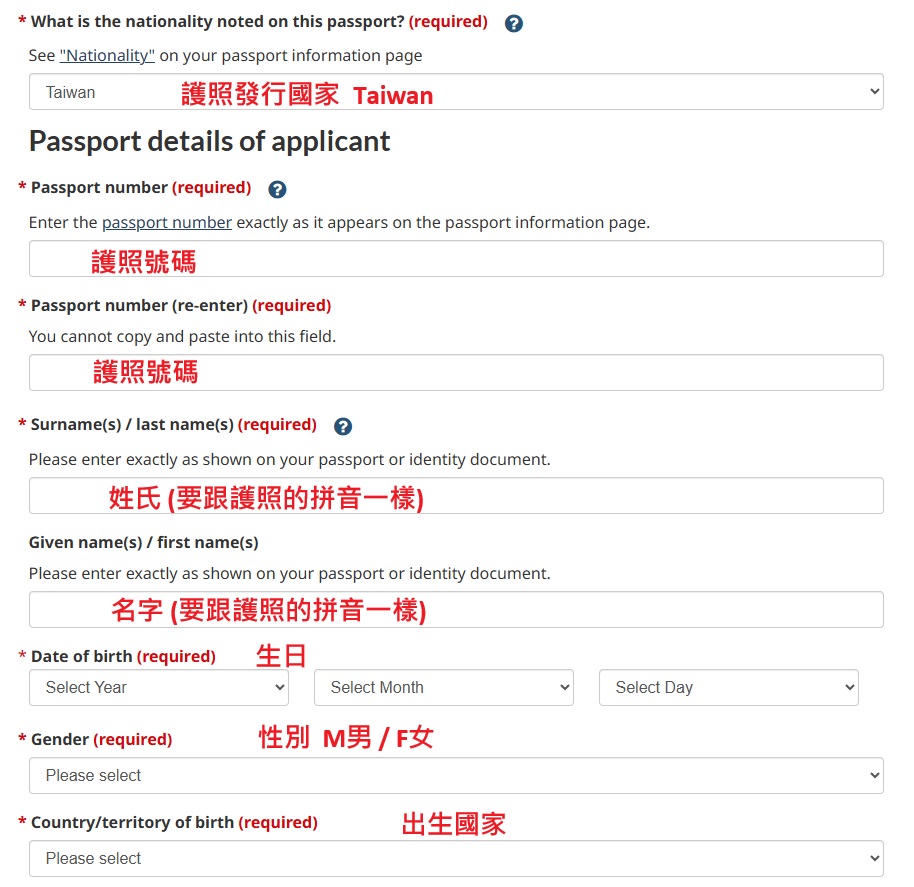 * What is the nationality noted on this passport? (required) ?
See "Nationality" on your passport information page
Taiwan 護照發行國家 Taiwan
Passport details of applicant
* Passport number (required) ?
Enter the passport number exactly as it appears on the passport information page.
護照號碼
* Passport number (re-enter) (required)
You cannot copy and paste into this field.
護照號碼
* Surname(s) / last name(s) (required) ?
Please enter exactly as shown on your passport or identity document.
姓氏 (要跟護照的拼音一樣)
Given name(s) / first name(s)
Please enter exactly as shown on your passport or identity document.
名字 (要跟護照的拼音一樣)
* Date of birth (required) 生日
Select Year Select Month Select Day
* Gender (required) 性別 M男 / F女
Please select
* Country/territory of birth (required) 出生國家
Please select